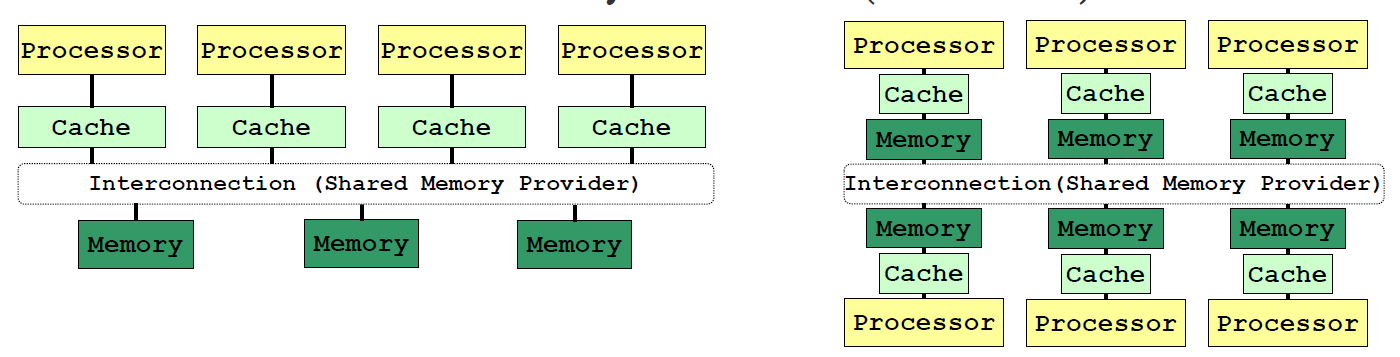 Processor Processor Processor Processor
Cache Cache Cache Cache
Interconnection (Shared Memory Provider)
Memory Memory Memory
Processor Processor Processor
Cache Cache Cache
Memory Memory Memory
Interconnection(Shared Memory Provider)
Memory Memory Memory
Cache Cache Cache
Processor Processor Processor